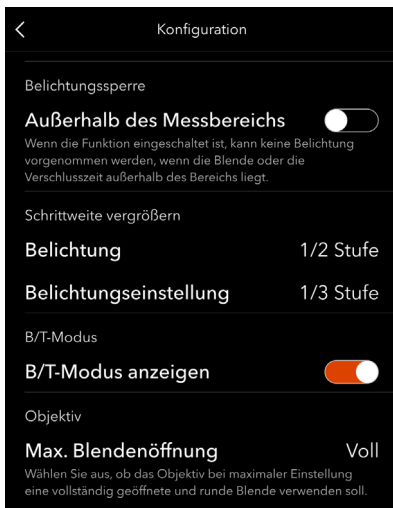 Konfiguration
Belichtungssperre
Außerhalb des Messbereichs
Wenn die Funktion eingeschaltet ist, kann keine Belichtung
vorgenommen werden, wenn die Blende oder die
Verschlusszeit außerhalb des Bereichs liegt.
Schrittweite vergrößern
Belichtung 1/2 Stufe
Belichtungseinstellung 1/3 Stufe
B/T-Modus
B/T-Modus anzeigen
Objektiv
Max. Blendenöffnung Voll
Wählen Sie aus, ob das Objektiv bei maximaler Einstellung
eine vollständig geöffnete und runde Blende verwenden soll.